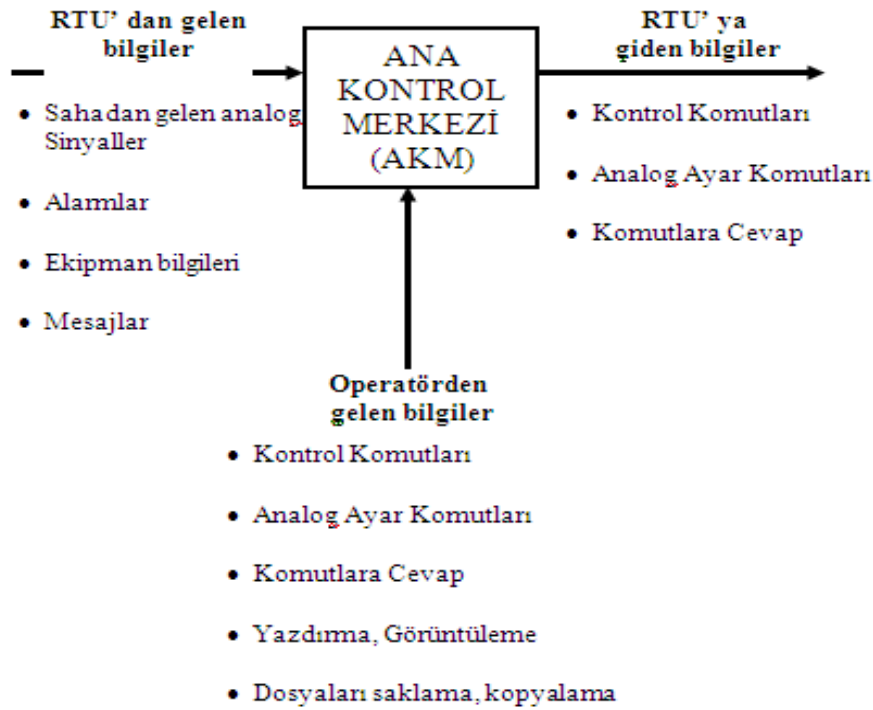 RTU' dan gelen
bilgiler
• Sahadan gelen analog
Sinyaller
• Alarmlar
• Ekipman bilgileri
• Mesajlar
ANA
KONTROL
MERKEZİ
(AKM)
RTU' ya
giden bilgiler
• Kontrol Komutları
• Analog Ayar Komutları
• Komutlara Cevap
Operatörden
gelen bilgiler
• Kontrol Komutları
• Analog Ayar Komutları
• Komutlara Cevap
• Yazdırma, Görüntüleme
• Dosyaları saklama, kopyalama